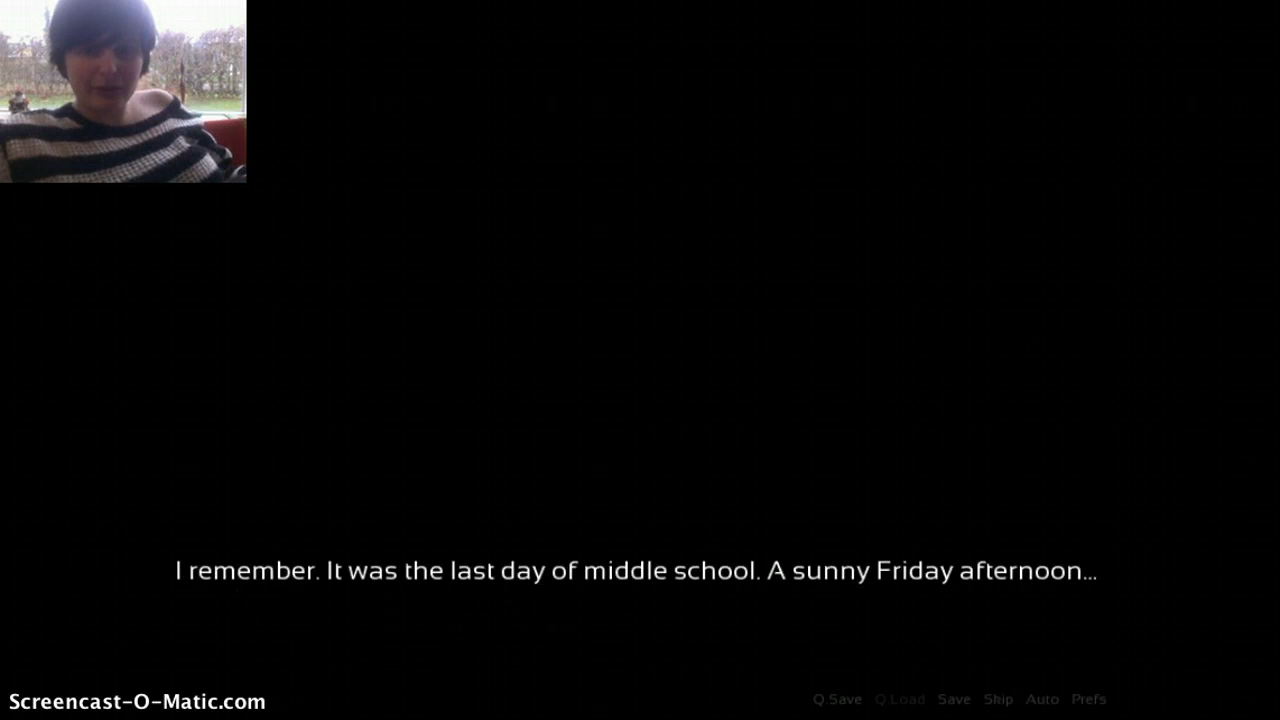 I remember. It was the last day of middle school. A sunny Friday afternoon...
Screencast-O-Matic.com
Q.Save Q.Load Save Skip Auto Prefs